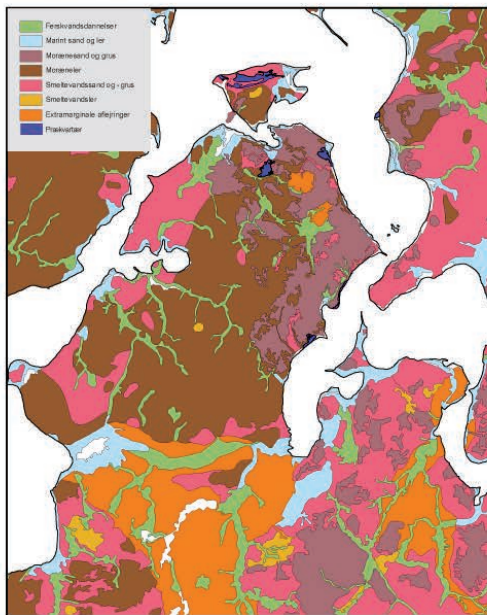 Ferskvandsdannelser
Marint sand og ler
Morænesand og grus
Moræneler
Smeltevandssand og - grus
Smeltevandsler
Extramarginale aflejringer
Prækvartær